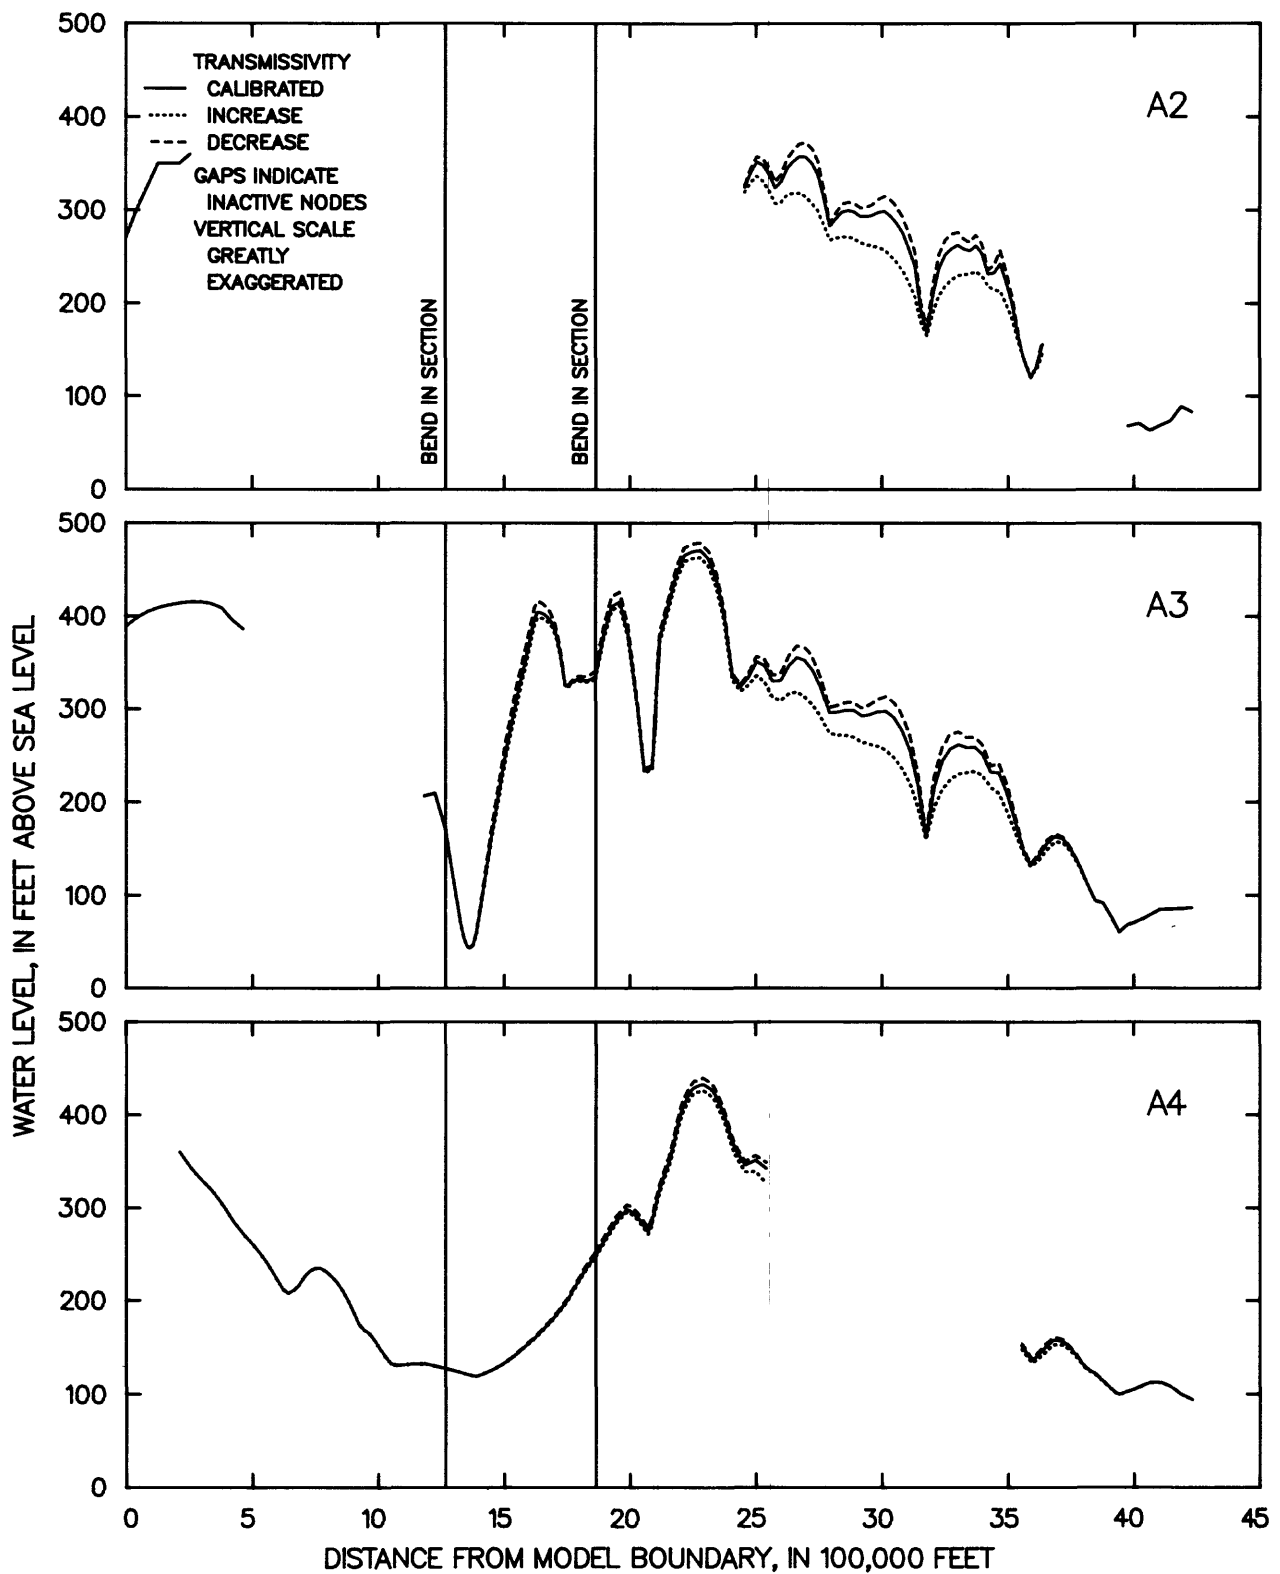 500
400
300
200
100
0
TRANSMISSIVITY
CALIBRATED
INCREASE
DECREASE
GAPS INDICATE
INACTIVE NODES
VERTICAL SCALE
GREATLY
EXAGGERATED
BEND IN SECTION
BEND IN SECTION
A2
500
400
300
200
100
0
A3
WATER LEVEL, IN FEET ABOVE SEA LEVEL
500
400
300
200
100
0
A4
0 5 10 15 20 25 30 35 40 45
DISTANCE FROM MODEL BOUNDARY, IN 100,000 FEET